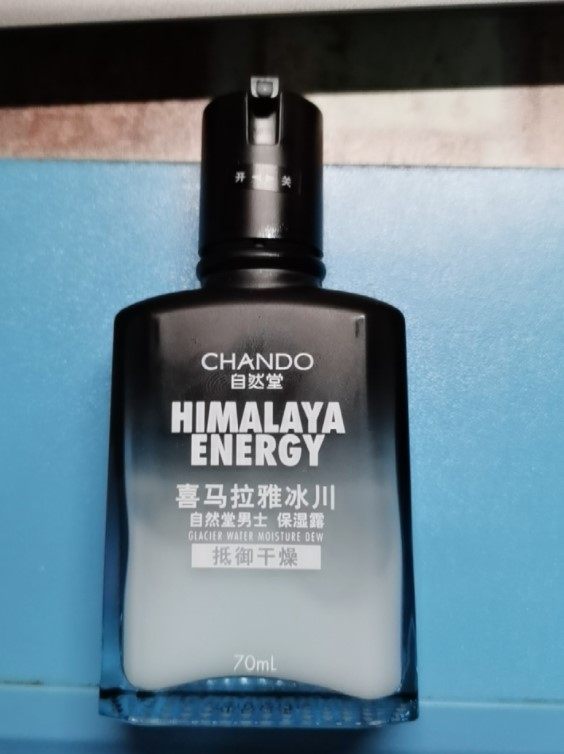 开 关
CHANDO
自然堂
HIMALAYA
ENERGY
喜马拉雅冰川
自然堂男士 保湿露
GLACIER WATER MOISTURE DEW
抵御干燥
70mL